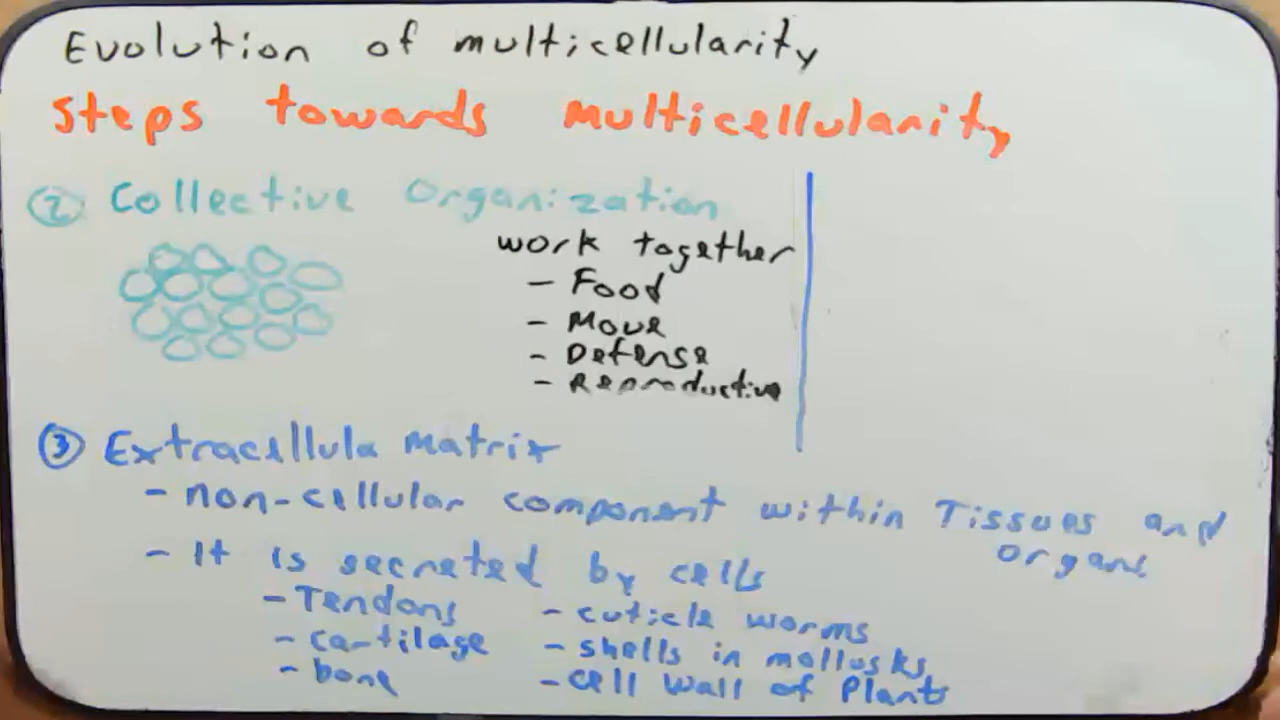 Evolution of multicellularity
Steps towards multicellularity
② Collective Organization
work together
- Food
- Move
- Defense
- Reproductive
③ Extracellula Matrix
- non-cellular component within Tissues and
organs
- It is secreted by cells
- Tendons
- cartilage
- bone
- cuticle worms
- shells in mollusks
- cell wall of Plants